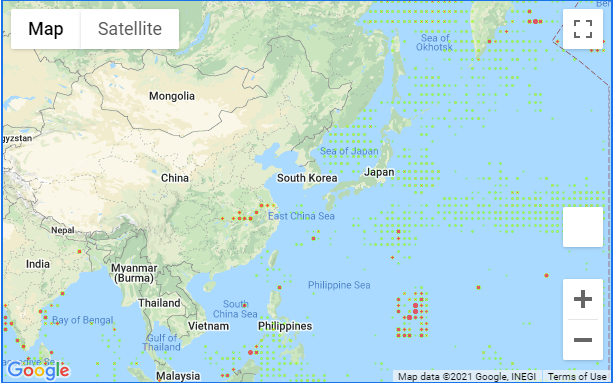 Map
Satellite
Be
Sea of
Okhotsk
Mongolia
gyzstan
Sea of Japan
China
South Korea
Japan
East China Sea
Nepal
India
Myanmar
(Burma)
Philippine Sea
Thailand
Bay of Bengal
South
China Sea
Vietnam
Philippines
Gulf of
Thailand
Malaysia
Google
Map data ©2021 Google, INEGI
Terms of Use